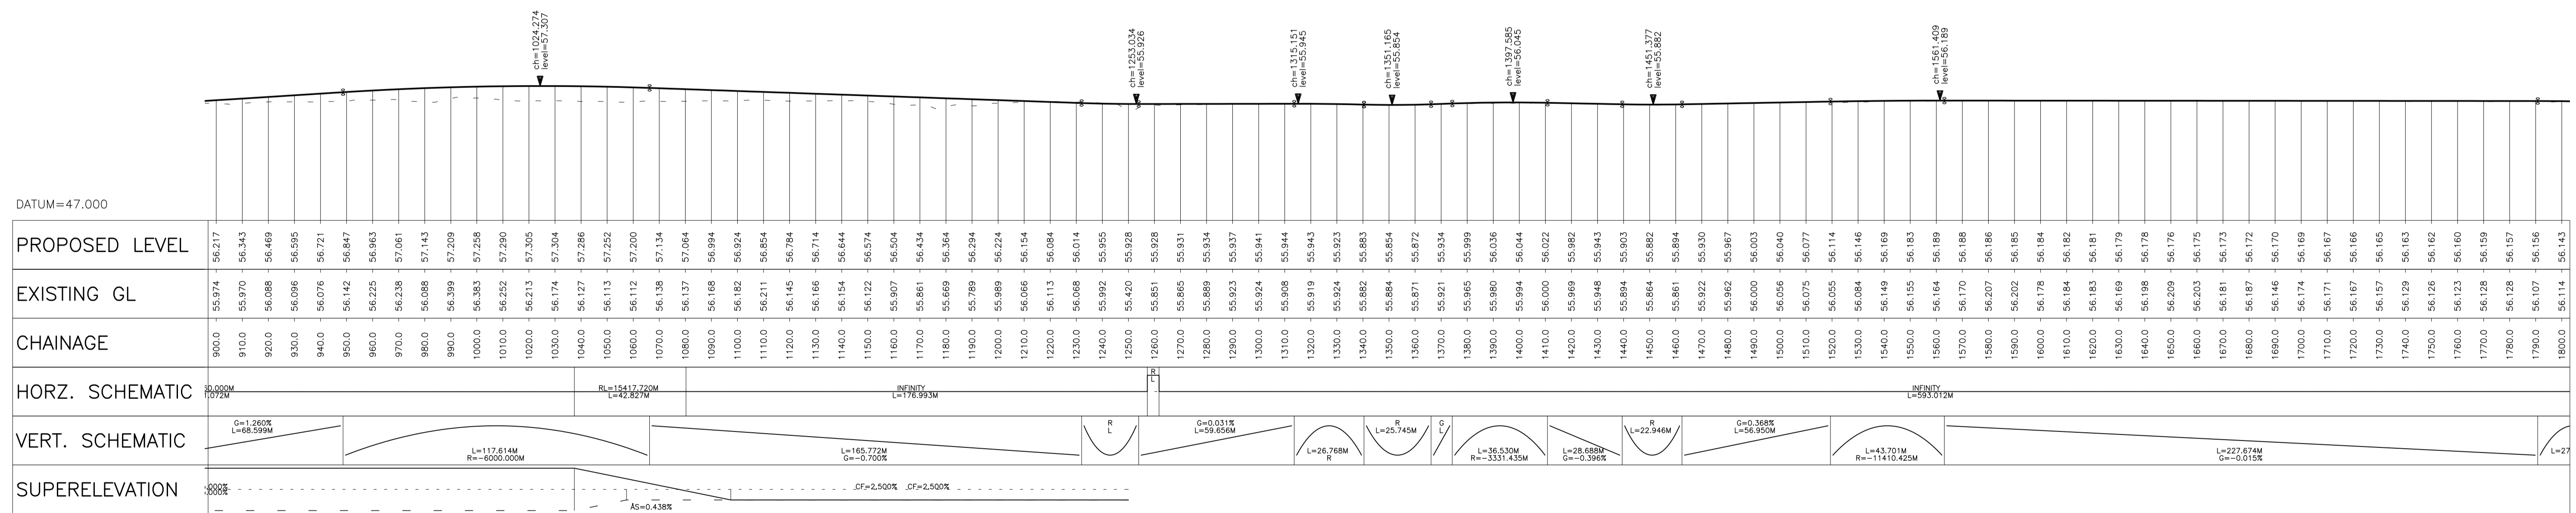 ch=1024.274
level=57.307
ch=1253.034
level=55.926
ch=1315.151
level=55.945
ch=1351.165
level=55.854
ch=1397.585
level=56.045
ch=1451.377
level=55.882
ch=1561.409
level=56.189
DATUM=47.000
PROPOSED LEVEL 56.217 56.343 56.469 56.595 56.721 56.847 56.963 57.061 57.143 57.209 57.258 57.290 57.305 57.304 57.286 57.252 57.200 57.134 57.064 56.994 56.924 56.854 56.784 56.714 56.644 56.574 56.504 56.434 56.364 56.294 56.224 56.154 56.084 56.014 55.955 55.928 55.928 55.931 55.934 55.937 55.941 55.944 55.943 55.923 55.883 55.854 55.872 55.934 55.999 56.036 56.044 56.022 55.982 55.943 55.903 55.882 55.894 55.930 55.967 56.003 56.040 56.077 56.114 56.146 56.169 56.183 56.189 56.188 56.186 56.185 56.184 56.182 56.181 56.179 56.178 56.176 56.175 56.173 56.172 56.170 56.169 56.167 56.166 56.165 56.163 56.162 56.160 56.159 56.157 56.156 56.143
EXISTING GL 55.974 55.970 56.088 56.096 56.076 56.142 56.225 56.238 56.088 56.399 56.383 56.252 56.213 56.174 56.127 56.113 56.112 56.138 56.137 56.168 56.182 56.211 56.145 56.166 56.154 56.122 55.907 55.861 55.669 55.789 55.989 56.066 56.113 56.068 55.992 55.420 55.851 55.865 55.889 55.923 55.924 55.908 55.919 55.924 55.882 55.884 55.871 55.921 55.965 55.980 55.994 56.000 55.969 55.948 55.894 55.864 55.861 55.922 55.962 56.000 56.056 56.075 56.055 56.084 56.149 56.155 56.164 56.170 56.207 56.202 56.178 56.184 56.183 56.169 56.198 56.209 56.203 56.181 56.187 56.146 56.174 56.171 56.167 56.157 56.129 56.126 56.123 56.128 56.128 56.107 56.114
CHAINAGE 900.0 910.0 920.0 930.0 940.0 950.0 960.0 970.0 980.0 990.0 1000.0 1010.0 1020.0 1030.0 1040.0 1050.0 1060.0 1070.0 1080.0 1090.0 1100.0 1110.0 1120.0 1130.0 1140.0 1150.0 1160.0 1170.0 1180.0 1190.0 1200.0 1210.0 1220.0 1230.0 1240.0 1250.0 1260.0 1270.0 1280.0 1290.0 1300.0 1310.0 1320.0 1330.0 1340.0 1350.0 1360.0 1370.0 1380.0 1390.0 1400.0 1410.0 1420.0 1430.0 1440.0 1450.0 1460.0 1470.0 1480.0 1490.0 1500.0 1510.0 1520.0 1530.0 1540.0 1550.0 1560.0 1570.0 1580.0 1590.0 1600.0 1610.0 1620.0 1630.0 1640.0 1650.0 1660.0 1670.0 1680.0 1690.0 1700.0 1710.0 1720.0 1730.0 1740.0 1750.0 1760.0 1770.0 1780.0 1790.0 1800.0
HORZ. SCHEMATIC
0.000M
.072M
RL=15417.720M
L=42.827M
INFINITY
L=176.993M
R
L
INFINITY
L=593.012M
VERT. SCHEMATIC
G=1.260%
L=68.599M
L=117.614M
R=-6000.000M
L=165.772M
G=-0.700%
R
L
G=0.031%
L=59.656M
L=26.768M
R
R
L=25.745M
G
L
L=36.530M
R=-3331.435M
L=28.688M
G=-0.396%
R
L=22.946M
G=0.368%
L=56.950M
L=43.701M
R=-11410.425M
L=227.674M
G=-0.015%
L=27
SUPERELEVATION
.000%
.000%
AS=0.438%
CF=2.500% CF=2.500%